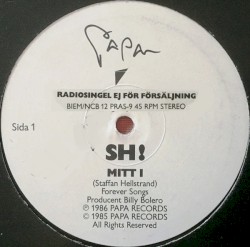 Papa
RADIOSINGEL EJ FÖR FÖRSÄLJNING
BIEM/NCB 12 PRAS-9 45 RPM STEREO
Sida 1
SH!
MITT I
(Staffan Hellstrand)
Forever Songs
Producent Billy Bolero
℗ 1986 PAPA RECORDS
© 1985 PAPA RECORDS
All Rights Reserved